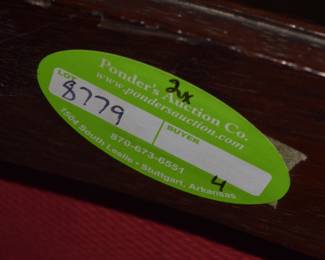 2x
Ponder's Auction Co.
www.pondersauction.com
LOT
8779
BUYER
4
870-673-6551
1504 South Leslie • Stuttgart, Arkansas